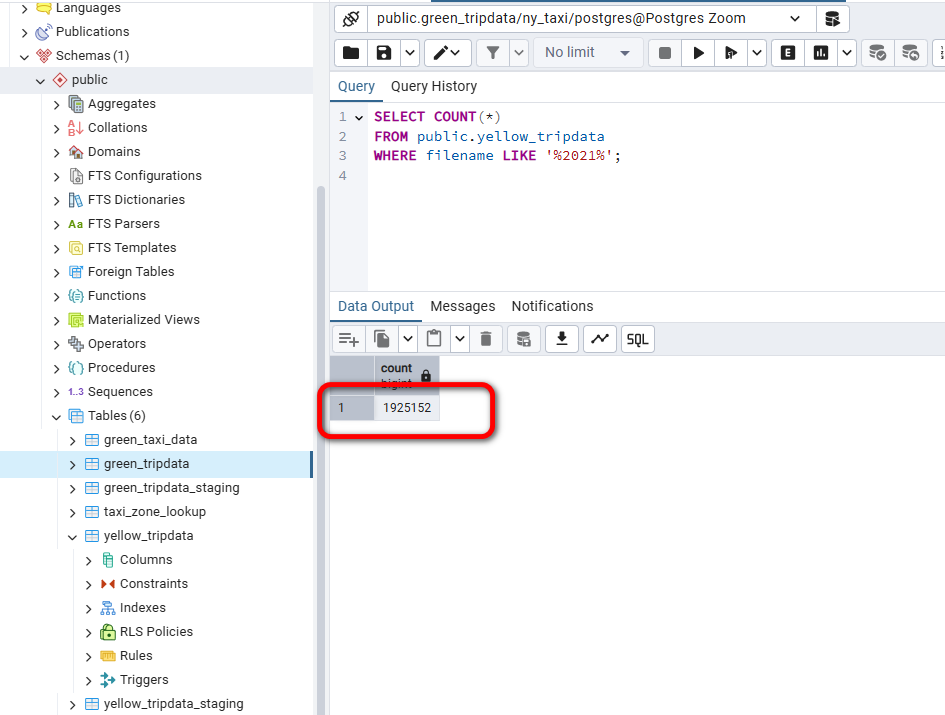 Languages
Publications
Schemas (1)
public
Aggregates
Collations
Domains
FTS Configurations
FTS Dictionaries
Aa FTS Parsers
FTS Templates
Foreign Tables
Functions
Materialized Views
Operators
Procedures
1..3 Sequences
Tables (6)
green_taxi_data
green_tripdata
green_tripdata_staging
taxi_zone_lookup
yellow_tripdata
Columns
Constraints
Indexes
RLS Policies
Rules
Triggers
yellow_tripdata_staging
public.green_tripdata/ny_taxi/postgres@Postgres Zoom
No limit
E
Query Query History
1 SELECT COUNT(*)
2 FROM public.yellow_tripdata
3 WHERE filename LIKE '%2021%';
4
Data Output Messages Notifications
SQL
count
bigint
1 1925152